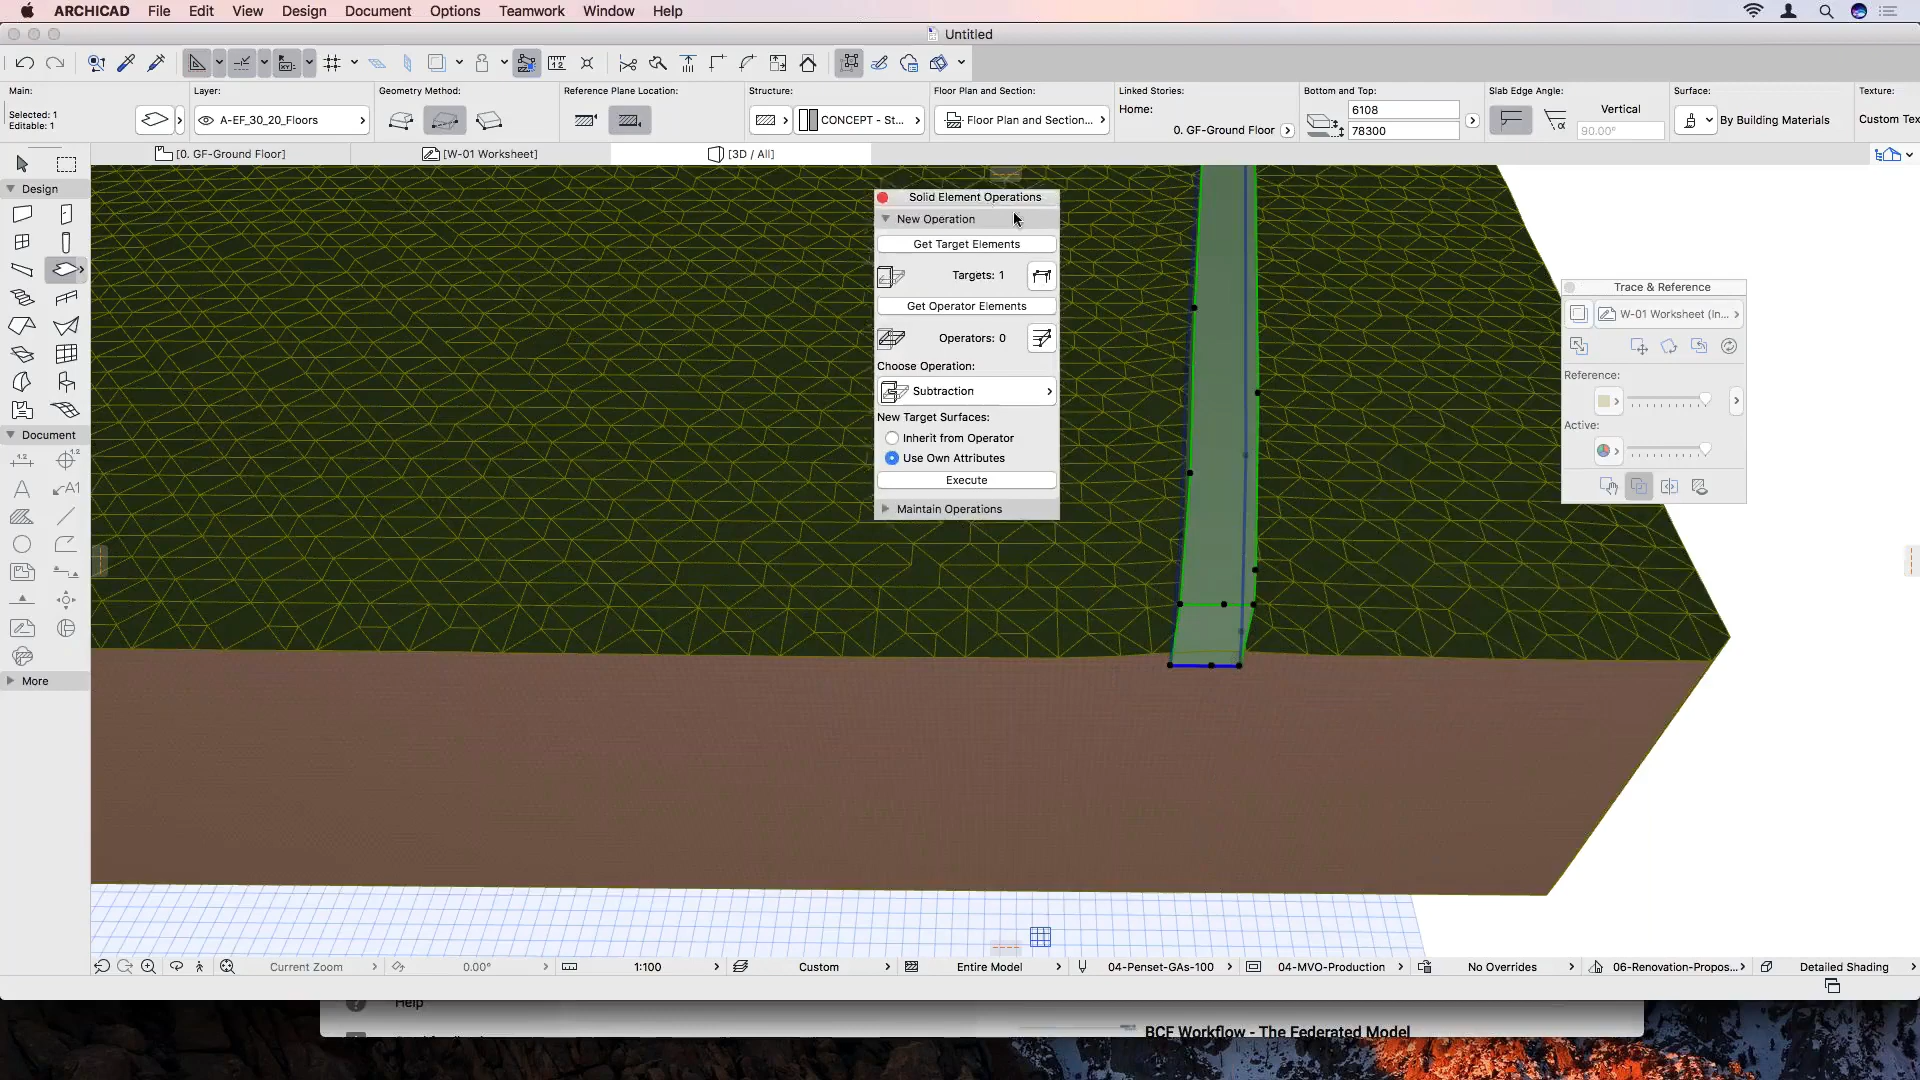 ARCHICAD File Edit View Design Document Options Teamwork Window Help
Untitled
Main:
Selected: 1
Editable: 1
Layer:
A-EF_30_20_Floors
Geometry Method:
Reference Plane Location:
Structure:
CONCEPT - St...
Floor Plan and Section:
Floor Plan and Section...
Linked Stories:
Home:
0. GF-Ground Floor
Bottom and Top:
6108
78300
Slab Edge Angle:
Vertical
90.00°
Surface:
By Building Materials
Texture:
Custom Tex
[0. GF-Ground Floor]
[W-01 Worksheet]
[3D / All]
Design
Document
More
Solid Element Operations
New Operation
Get Target Elements
Targets: 1
Get Operator Elements
Operators: 0
Choose Operation:
Subtraction
New Target Surfaces:
Inherit from Operator
Use Own Attributes
Execute
Maintain Operations
Trace & Reference
W-01 Worksheet (In...
Reference:
Active:
Current Zoom
0.00°
1:100
Custom
Entire Model
04-Penset-GAs-100
04-MVO-Production
No Overrides
06-Renovation-Propos...
Detailed Shading
Help
BCF Workflow - The Federated Model